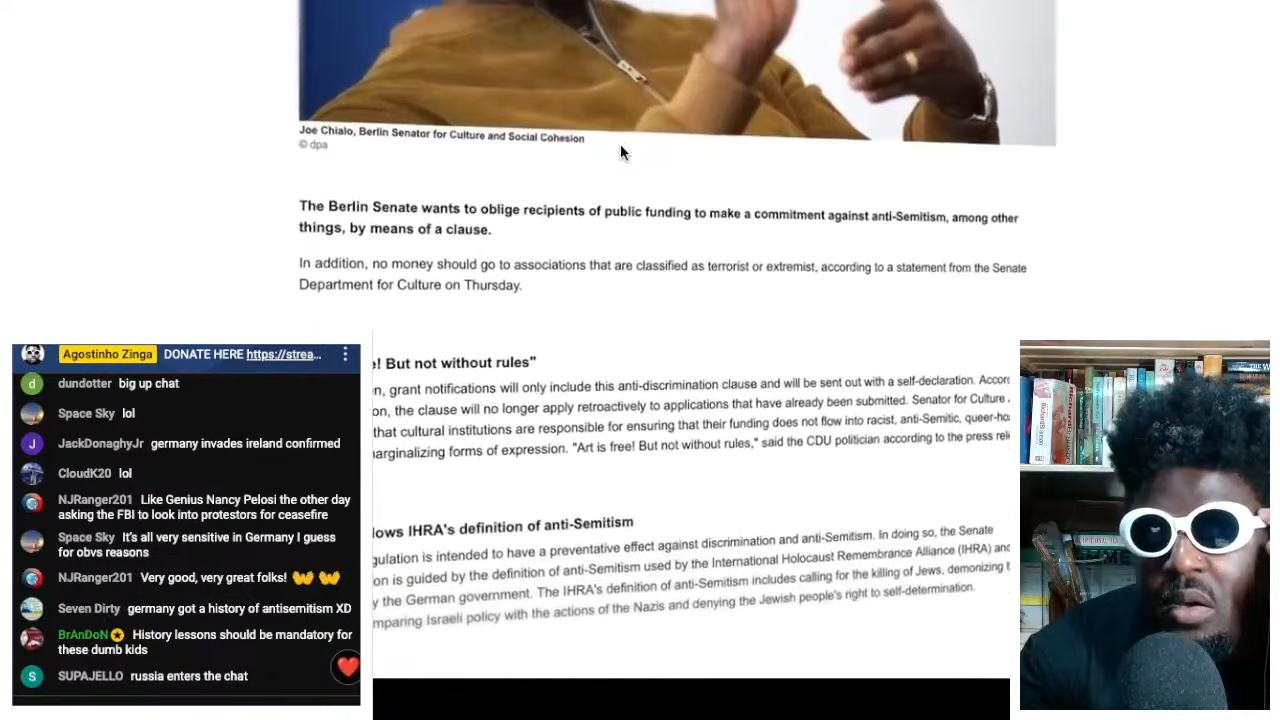 Joe Chialo, Berlin Senator for Culture and Social Cohesion
© dpa
The Berlin Senate wants to oblige recipients of public funding to make a commitment against anti-Semitism, among other
things, by means of a clause.
In addition, no money should go to associations that are classified as terrorist or extremist, according to a statement from the Senate
Department for Culture on Thursday.
! But not without rules"
grant notifications will only include this anti-discrimination clause and will be sent out with a self-declaration.
the clause will no longer apply retroactively to applications that have already been submitted. Senator for Culture
that cultural institutions are responsible for ensuring that their funding does not flow into racist, anti-Semitic,
forms of expression. "Art is free! But not without rules," said the CDU politician according to the press
IHRA's definition of anti-Semitism
is intended to have a preventative effect against discrimination and anti-Semitism. In doing so, the Senate
is guided by the definition of anti-Semitism used by the International Holocaust Remembrance Alliance (IHRA) and
the German government. The IHRA's definition of anti-Semitism includes calling for the killing of Jews, demonizing
Israeli policy with the actions of the Nazis and denying the Jewish people's right to self-determination.
Agostinho Zinga DONATE HERE https://strea...
d dundotter big up chat
Space Sky lol
J JackDonaghyJr germany invades ireland confirmed
CloudK20 lol
NJRanger201 Like Genius Nancy Pelosi the other day
asking the FBI to look into protestors for ceasefire
Space Sky It's all very sensitive in Germany I guess
for obvs reasons
NJRanger201 Very good, very great folks! 👐 👐
Seven Dirty germany got a history of antisemitism XD
BrAnDoN History lessons should be mandatory for
these dumb kids
S SUPAJELLO russia enters the chat